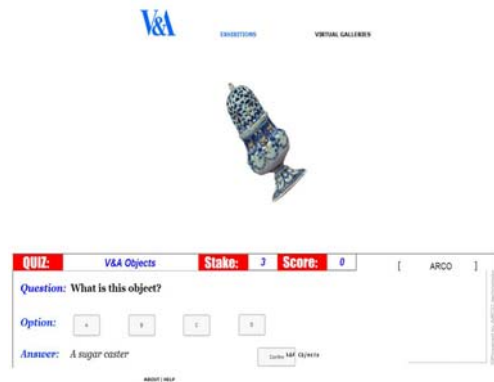 V&A
EXHIBITIONS VIRTUAL GALLERIES
QUIZ: V&A Objects Stake: 3 Score: 0 [ ARCO ]
Question: What is this object?
Option: A B C D
Answer: A sugar caster V&A Objects
ABOUT | HELP